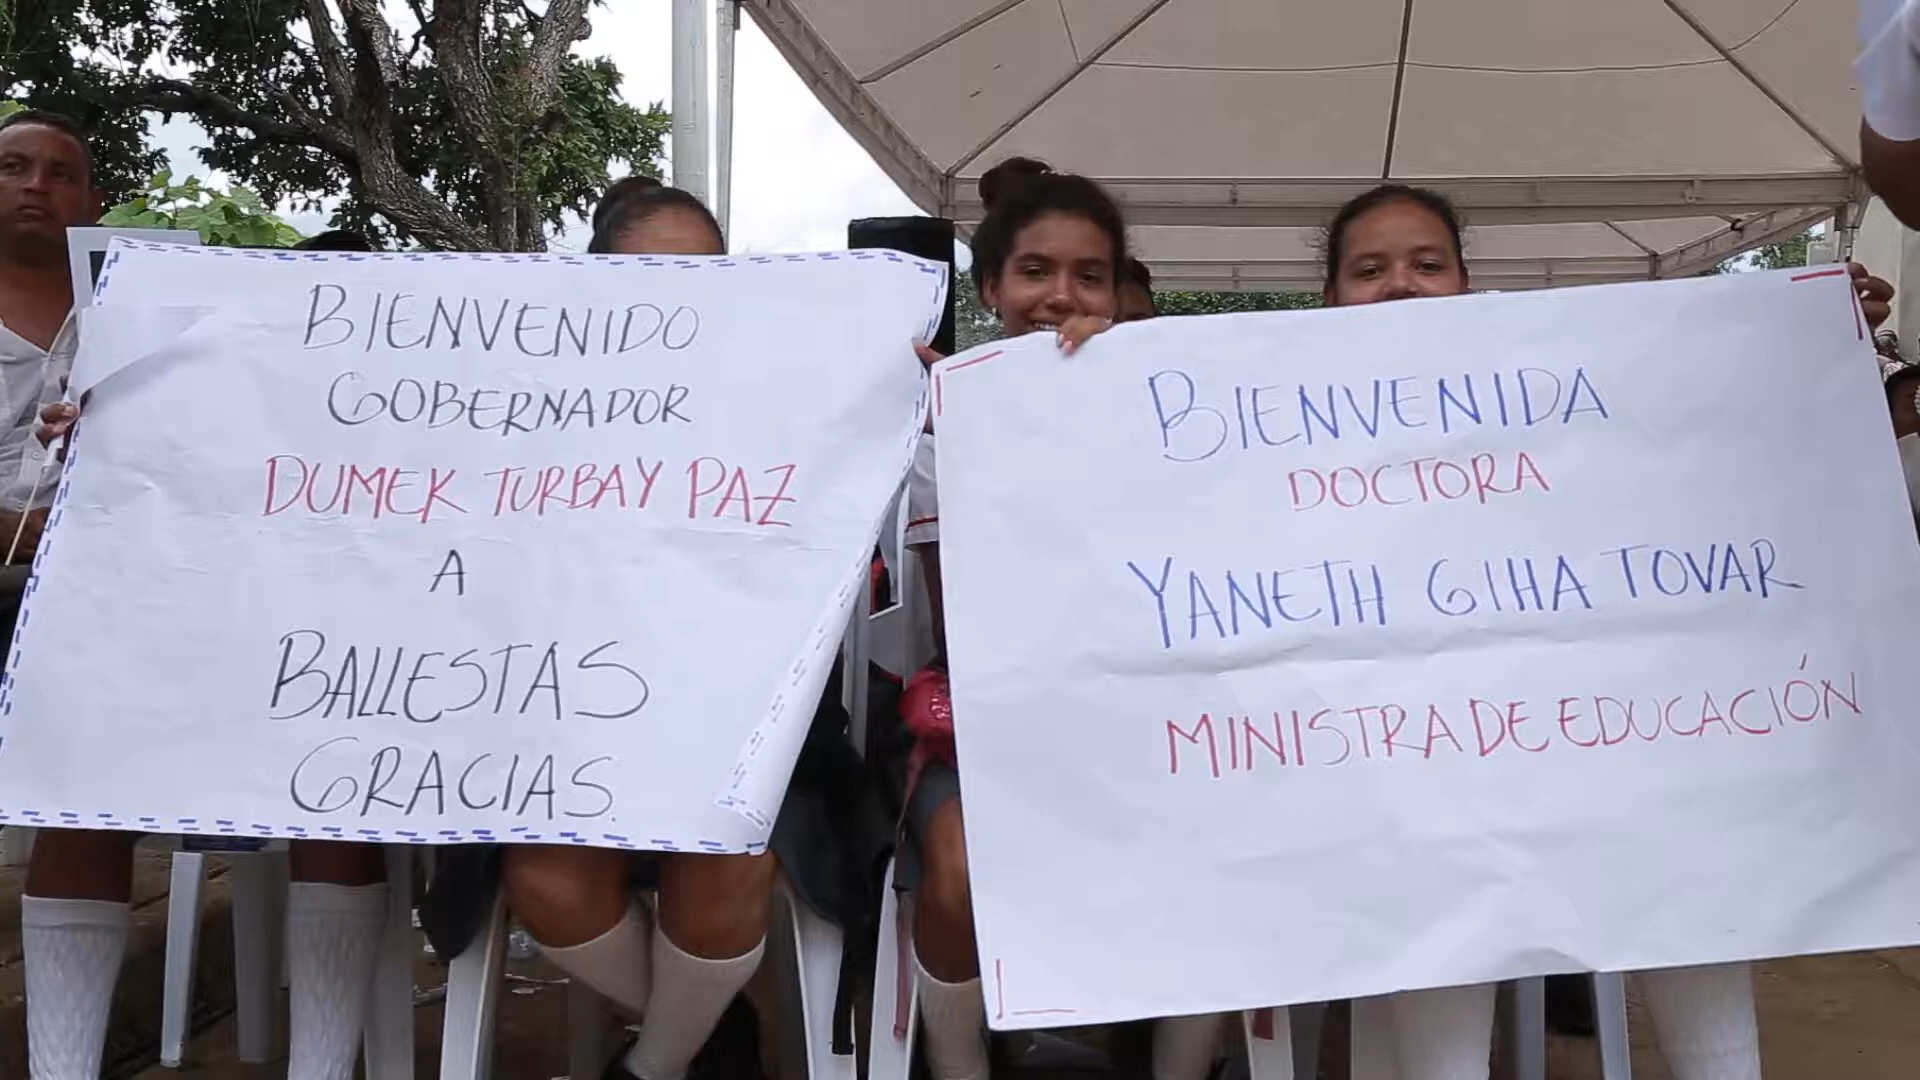 BIENVENIDO
GOBERNADOR
DUMEK TURBAY PAZ
A
BALLESTAS
GRACIAS.
BIENVENIDA
DOCTORA
YANETH GIHA TOVAR
MINISTRA DE EDUCACIÓN